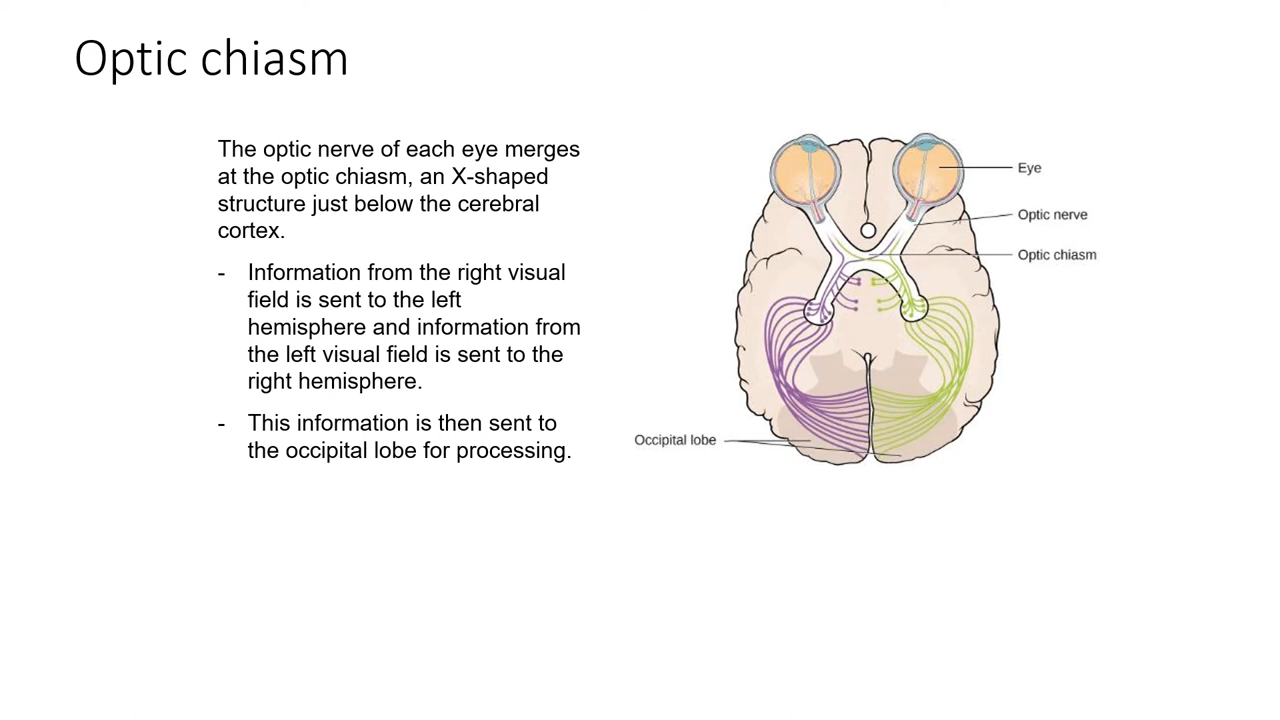 Optic chiasm
The optic nerve of each eye merges
at the optic chiasm, an X-shaped
structure just below the cerebral
cortex.
- Information from the right visual
field is sent to the left
hemisphere and information from
the left visual field is sent to the
right hemisphere.
- This information is then sent to
the occipital lobe for processing.
Eye
Optic nerve
Optic chiasm
Occipital lobe